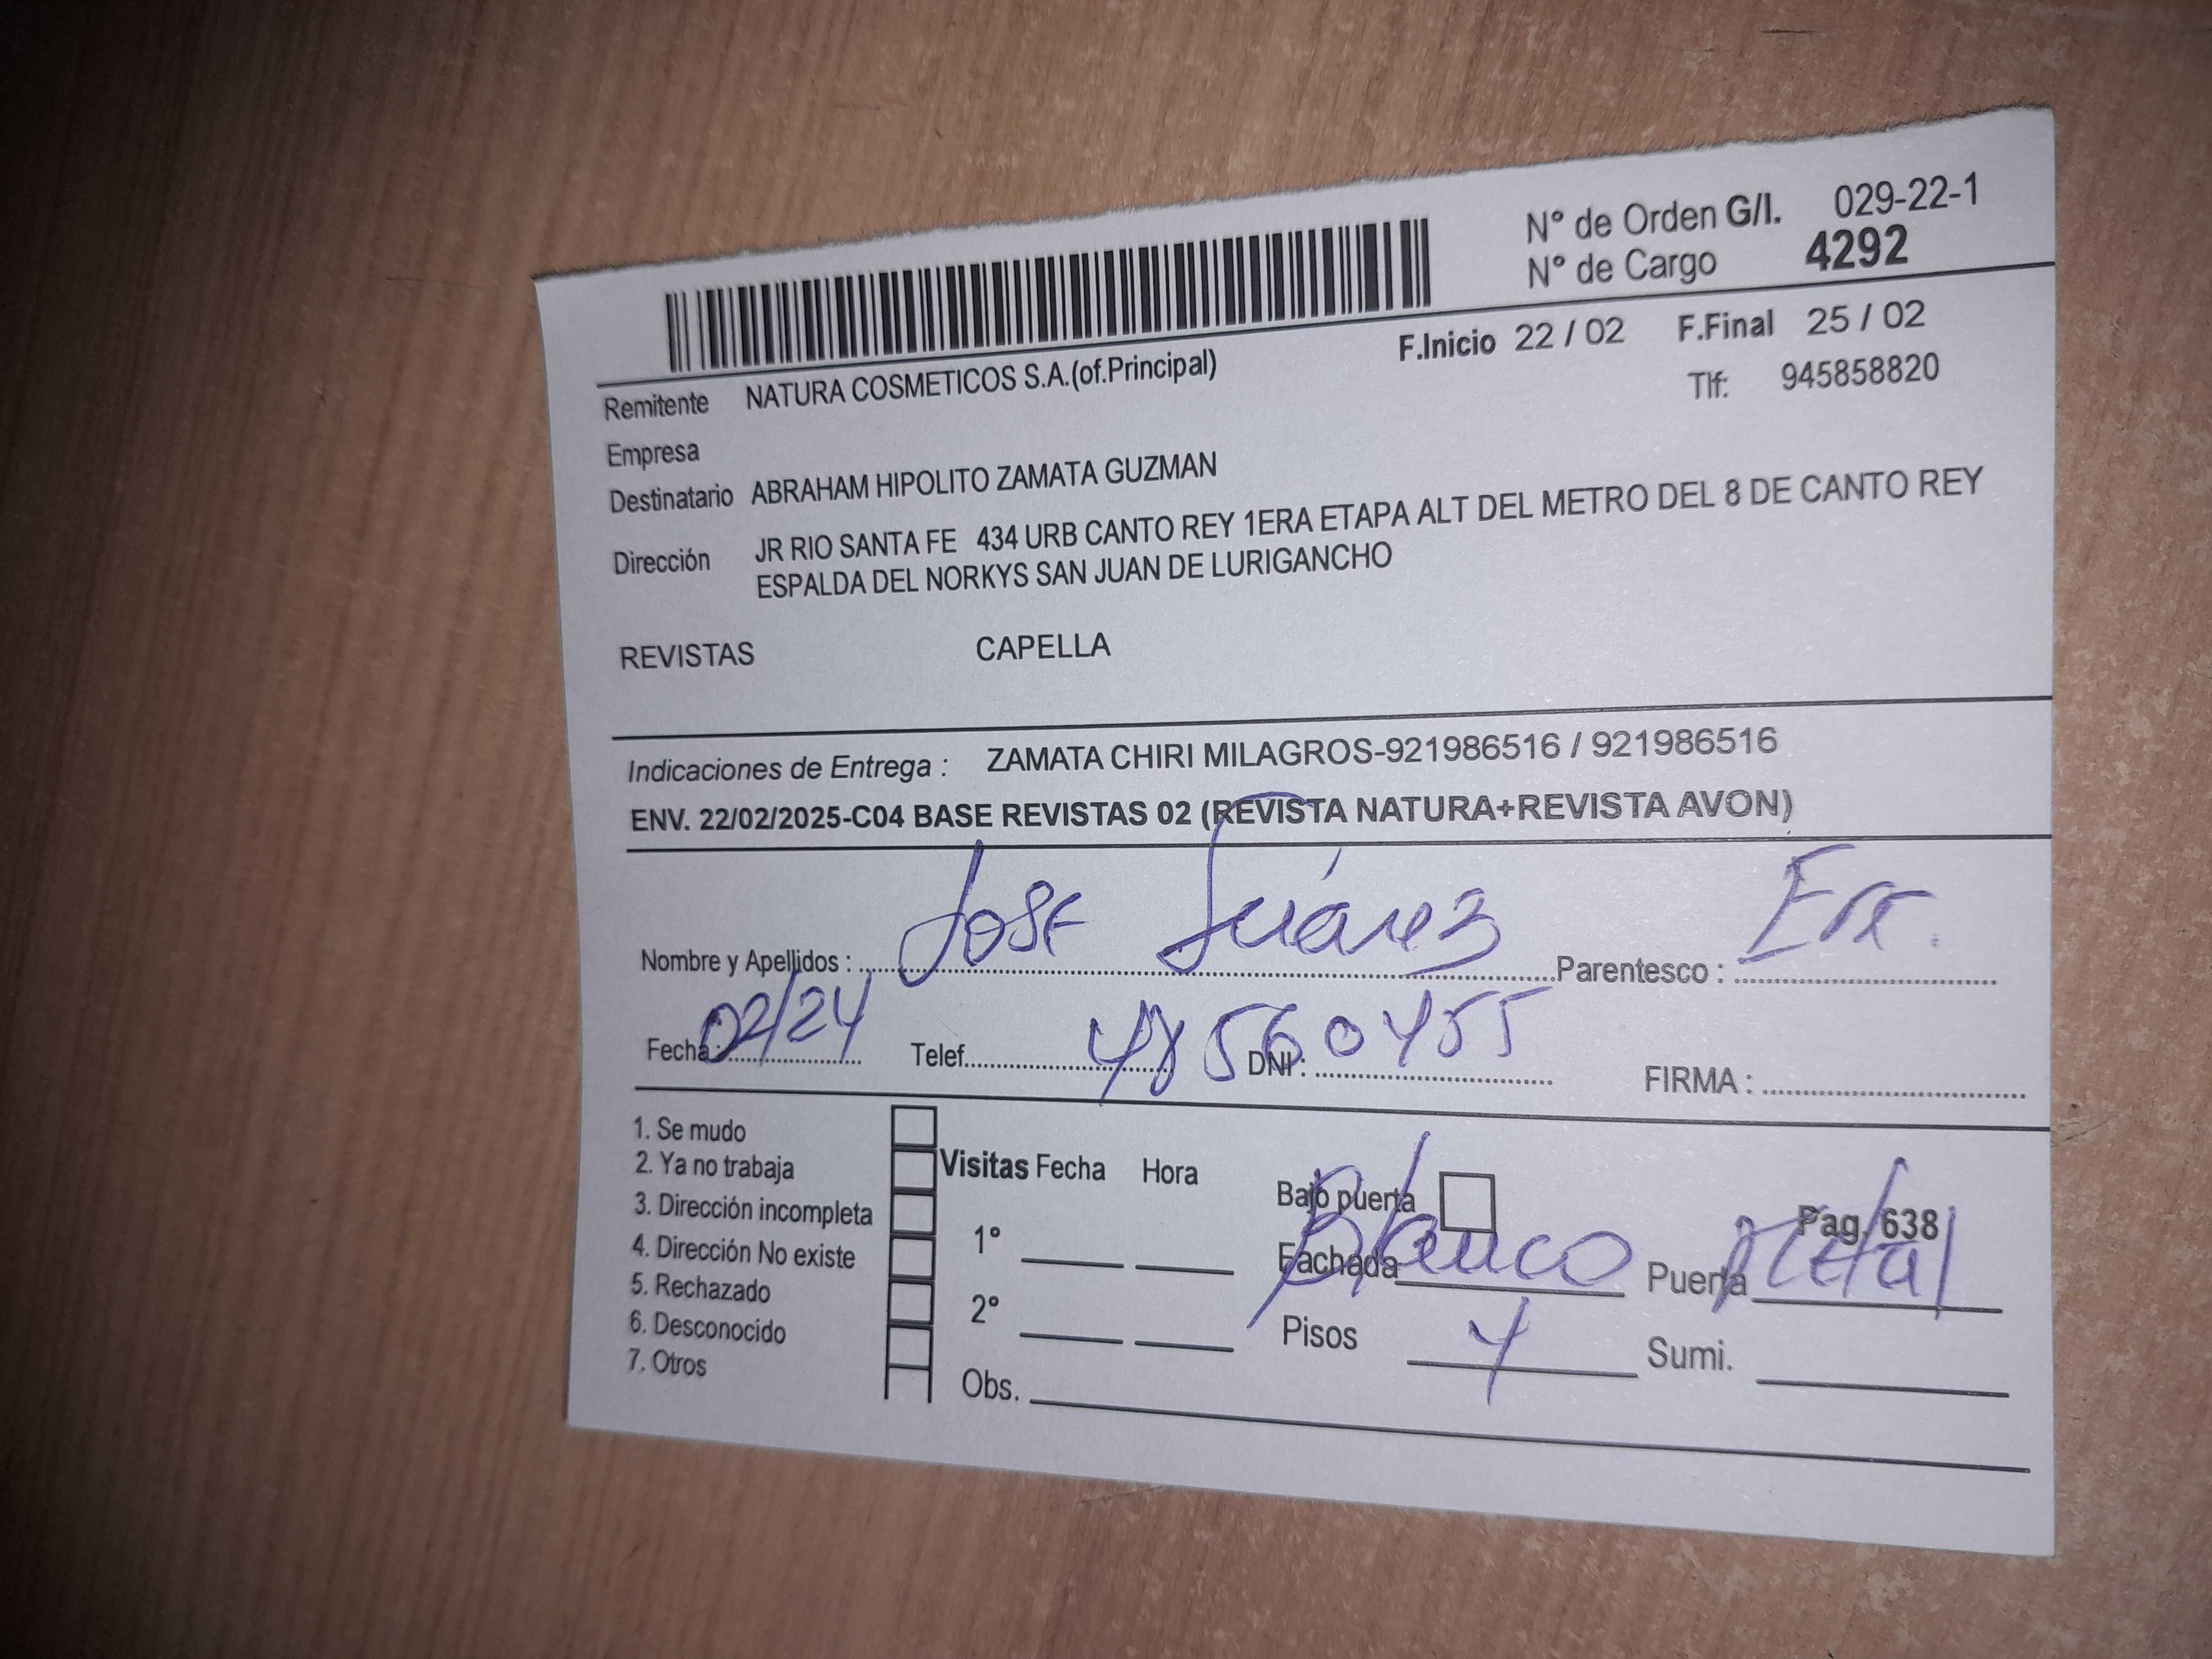 N° de Orden G/I. 029-22-1
N° de Cargo 4292
F.Inicio 22 / 02 F.Final 25 / 02
Remitente NATURA COSMETICOS S.A.(of.Principal) Tlf: 945858820
Empresa
Destinatario ABRAHAM HIPOLITO ZAMATA GUZMAN
Dirección JR RIO SANTA FE 434 URB CANTO REY 1ERA ETAPA ALT DEL METRO DEL 8 DE CANTO REY
ESPALDA DEL NORKYS SAN JUAN DE LURIGANCHO
REVISTAS CAPELLA
Indicaciones de Entrega : ZAMATA CHIRI MILAGROS-921986516 / 921986516
ENV. 22/02/2025-C04 BASE REVISTAS 02 (REVISTA NATURA+REVISTA AVON)
Nombre y Apellidos : Jose Suárez Parentesco :
Fecha : 02/24 Telef. DNI : 48560455 FIRMA :
1. Se mudo
2. Ya no trabaja Visitas Fecha Hora Bajo puerta
3. Dirección incompleta Pag. 638
4. Dirección No existe 1° Fachada blanco Puerta metal
5. Rechazado
6. Desconocido 2° Pisos 4 Sumi.
7. Otros
Obs.